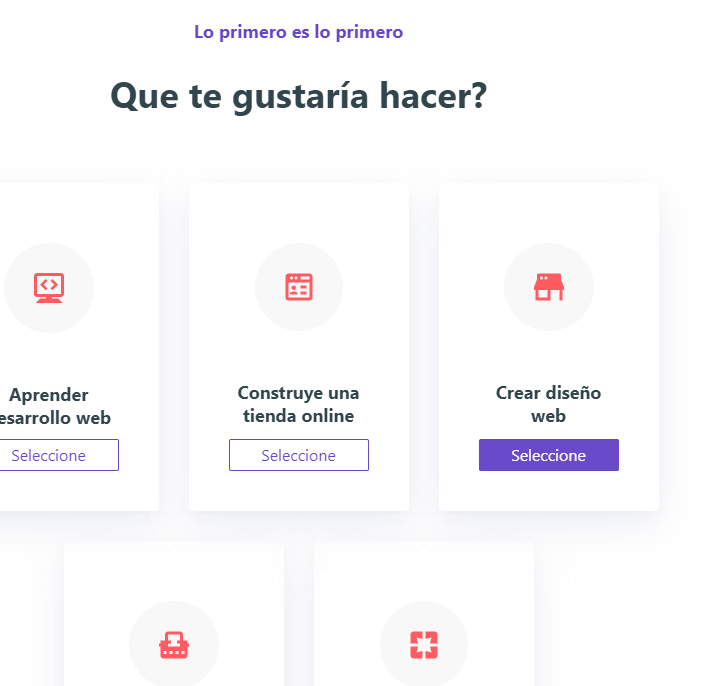 Lo primero es lo primero
Que te gustaría hacer?
Aprender
esarrollo web
Seleccione
Construye una
tienda online
Seleccione
Crear diseño
web
Seleccione